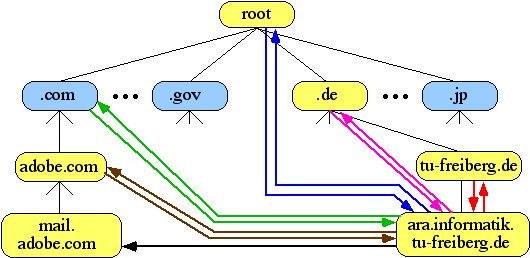 root
.com
.gov
.de
.jp
adobe.com
tu-freiberg.de
mail.
adobe.com
ara.informatik.
tu-freiberg.de